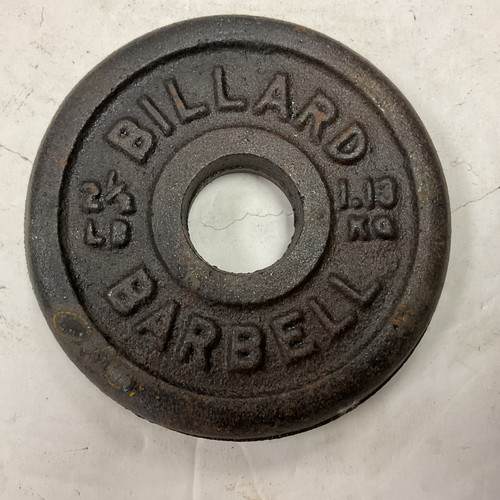 BILLARD
2½
LB
1.13
KG
BARBELL